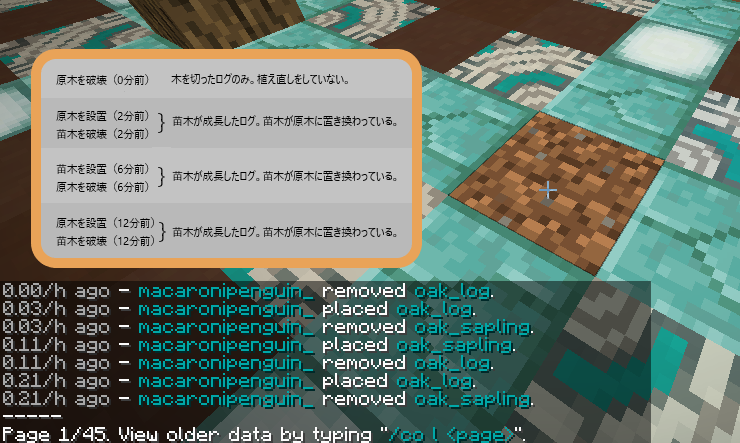 原木を破壊（0分前） 木を切ったログのみ。植え直しをしていない。
原木を設置（2分前）
苗木を破壊（2分前） } 苗木が成長したログ。苗木が原木に置き換わっている。
苗木を設置（6分前）
原木を破壊（6分前） } 苗木が成長したログ。苗木が原木に置き換わっている。
原木を設置（12分前）
苗木を破壊（12分前） } 苗木が成長したログ。苗木が原木に置き換わっている。
0.00/h ago - macaronipenguin_ removed oak_log.
0.03/h ago - macaronipenguin_ placed oak_log.
0.03/h ago - macaronipenguin_ removed oak_sapling.
0.11/h ago - macaronipenguin_ placed oak_sapling.
0.11/h ago - macaronipenguin_ removed oak_log.
0.21/h ago - macaronipenguin_ placed oak_log.
0.21/h ago - macaronipenguin_ removed oak_sapling.
-----
Page 1/45. View older data by typing "/co l <page>".